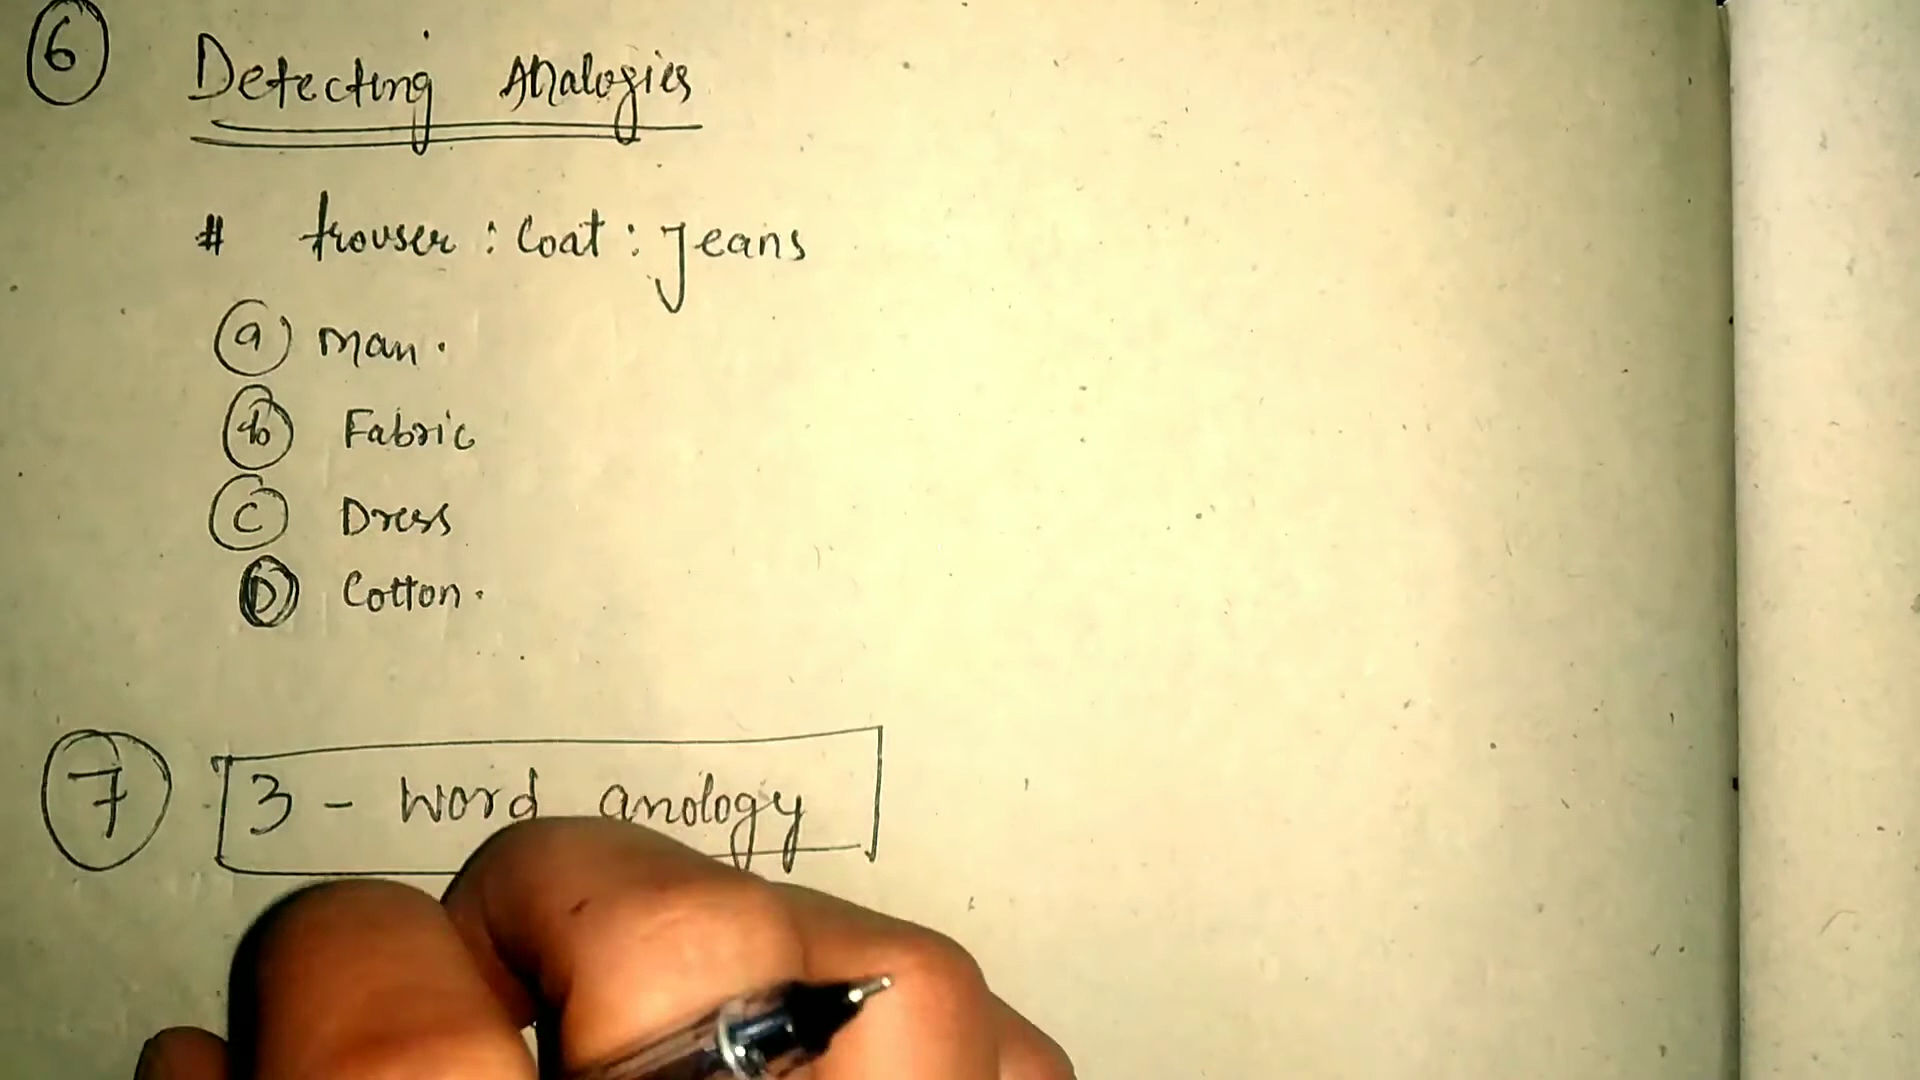 6 Detecting Analogies
# trouser : Coat : Jeans
a) Man.
b) Fabric
c) Dress
D) Cotton.
7 3 - Word anology